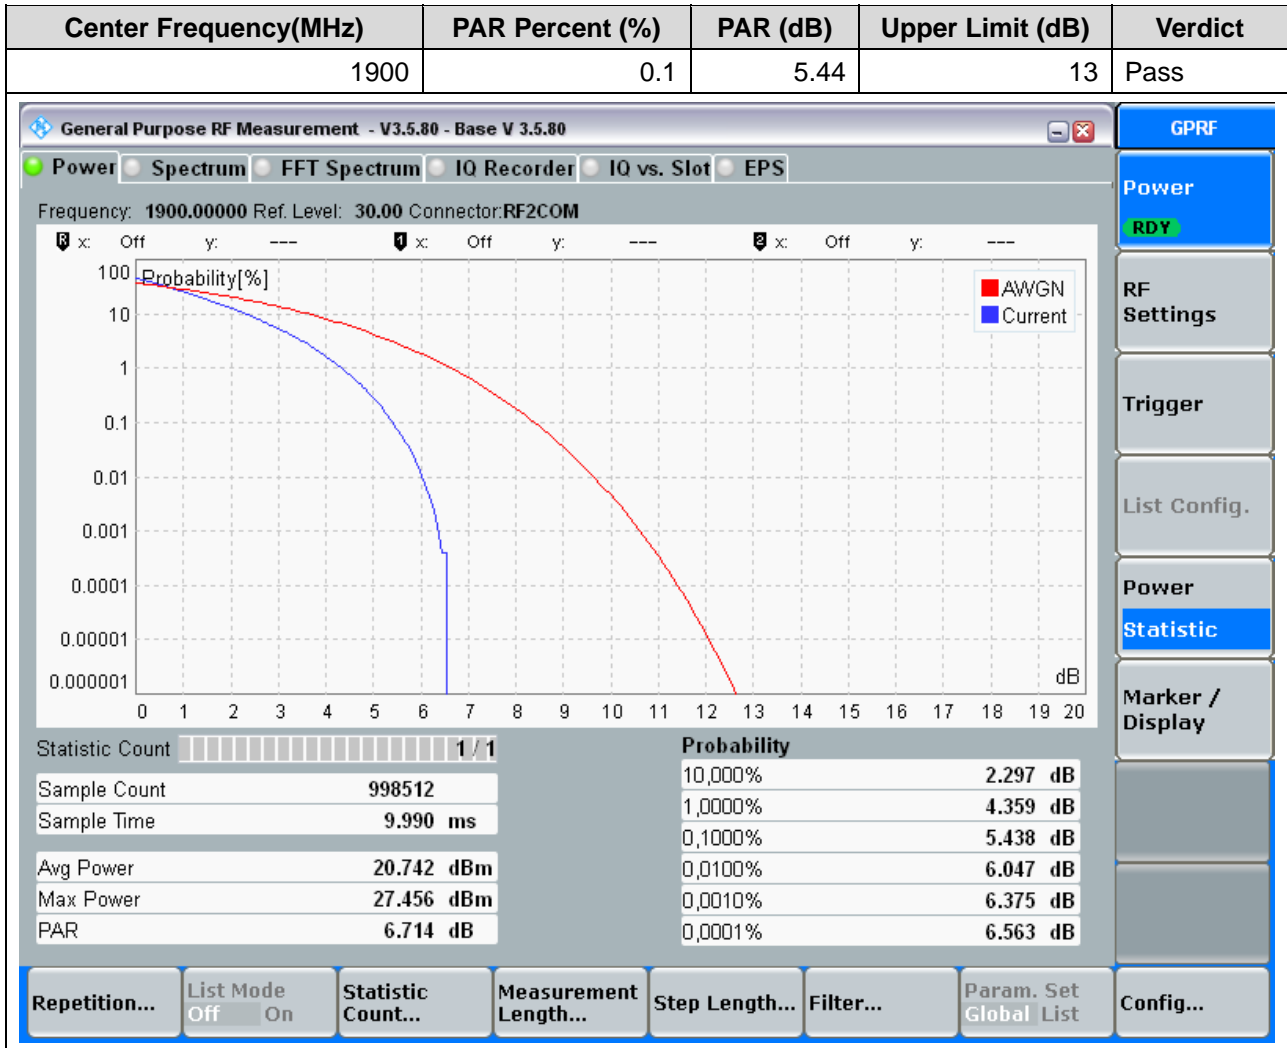 Center Frequency(MHz) PAR Percent (%) PAR (dB) Upper Limit (dB) Verdict
1900 0.1 5.44 13 Pass
General Purpose RF Measurement - V3.5.80 - Base V 3.5.80
GPRF
Power Spectrum FFT Spectrum IQ Recorder IQ vs. Slot EPS
Frequency: 1900.00000 Ref. Level: 30.00 Connector:RF2COM
R x: Off y: --- 1 x: Off y: --- 2 x: Off y: ---
Probability[%]
AWGN
Current
100
10
1
0.1
0.01
0.001
0.0001
0.00001
0.000001
dB
0 1 2 3 4 5 6 7 8 9 10 11 12 13 14 15 16 17 18 19 20
Statistic Count 1 / 1
Sample Count 998512
Sample Time 9.990 ms
Avg Power 20.742 dBm
Max Power 27.456 dBm
PAR 6.714 dB
Probability
10,000% 2.297 dB
1,0000% 4.359 dB
0,1000% 5.438 dB
0,0100% 6.047 dB
0,0010% 6.375 dB
0,0001% 6.563 dB
Power
RDY
RF
Settings
Trigger
List Config.
Power
Statistic
Marker /
Display
Repetition...
List Mode
Off On
Statistic
Count...
Measurement
Length...
Step Length...
Filter...
Param. Set
Global List
Config...